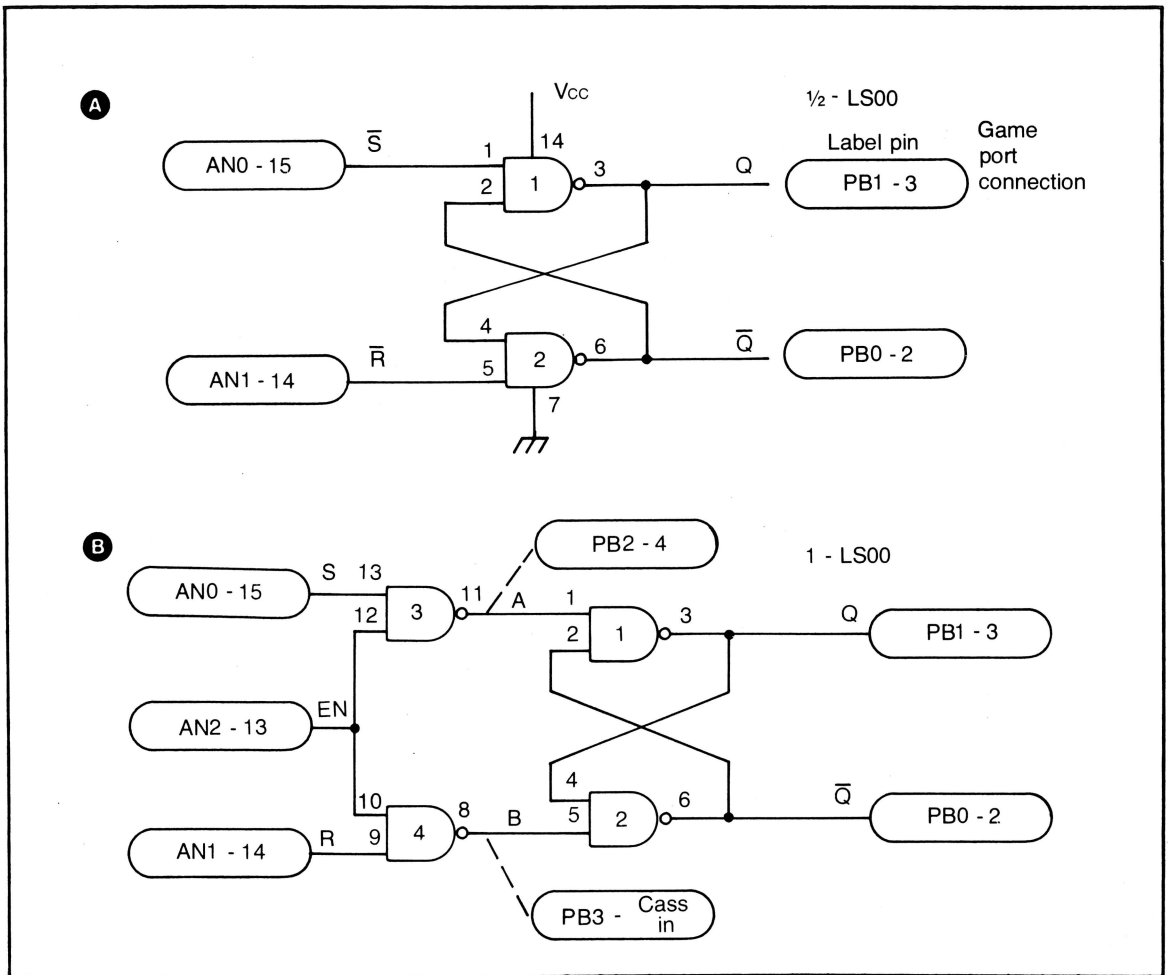 A
Vcc
½ - LS00
S̅
14
Label pin
Game
port
connection
AN0 - 15
1
2
1
3
Q
PB1 - 3
4
R̅
2
6
Q̅
PB0 - 2
AN1 - 14
5
7
B
PB2 - 4
1 - LS00
AN0 - 15
S
13
11
A
1
3
12
3
2
1
Q
PB1 - 3
AN2 - 13
EN
10
8
B
4
6
Q̅
AN1 - 14
R
9
4
5
2
PB0 - 2
PB3 - Cass
in